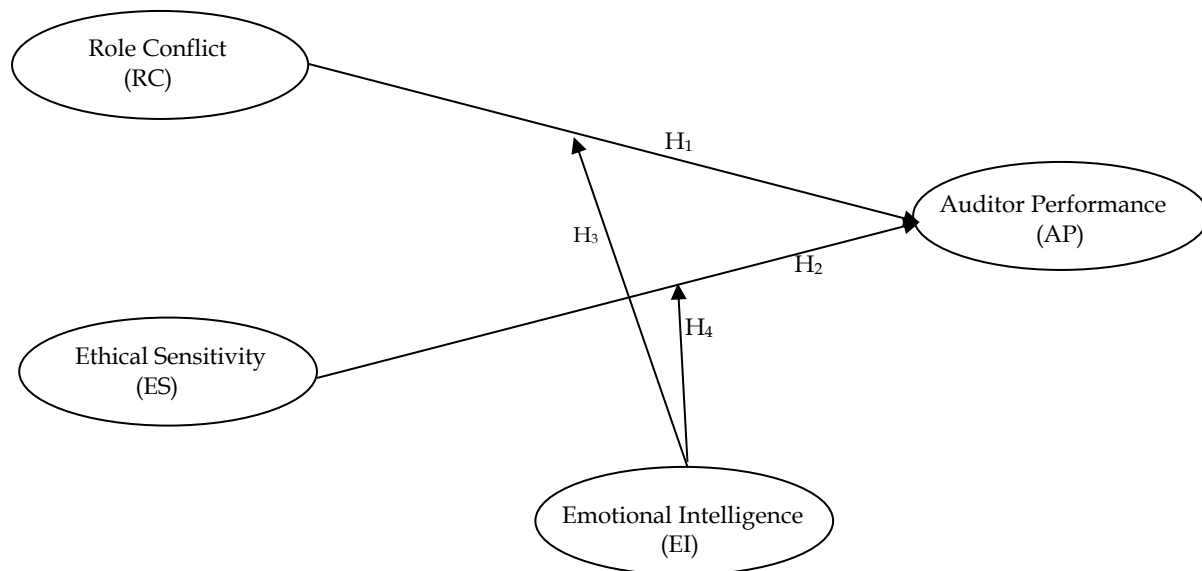 Role Conflict
(RC)
H₁
Auditor Performance
(AP)
H₃
H₂
H₄
Ethical Sensitivity
(ES)
Emotional Intelligence
(EI)